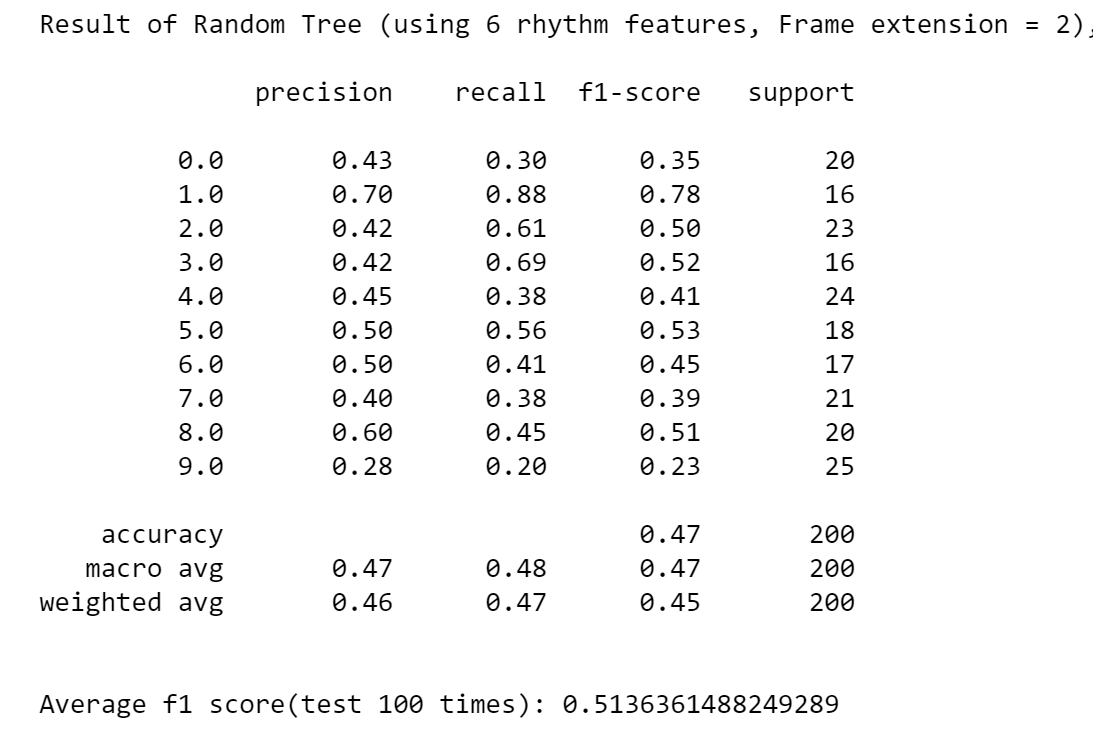 Result of Random Tree (using 6 rhythm features, Frame extension = 2),
precision recall f1-score support
0.0 0.43 0.30 0.35 20
1.0 0.70 0.88 0.78 16
2.0 0.42 0.61 0.50 23
3.0 0.42 0.69 0.52 16
4.0 0.45 0.38 0.41 24
5.0 0.50 0.56 0.53 18
6.0 0.50 0.41 0.45 17
7.0 0.40 0.38 0.39 21
8.0 0.60 0.45 0.51 20
9.0 0.28 0.20 0.23 25
accuracy 0.47 200
macro avg 0.47 0.48 0.47 200
weighted avg 0.46 0.47 0.45 200
Average f1 score(test 100 times): 0.5136361488249289